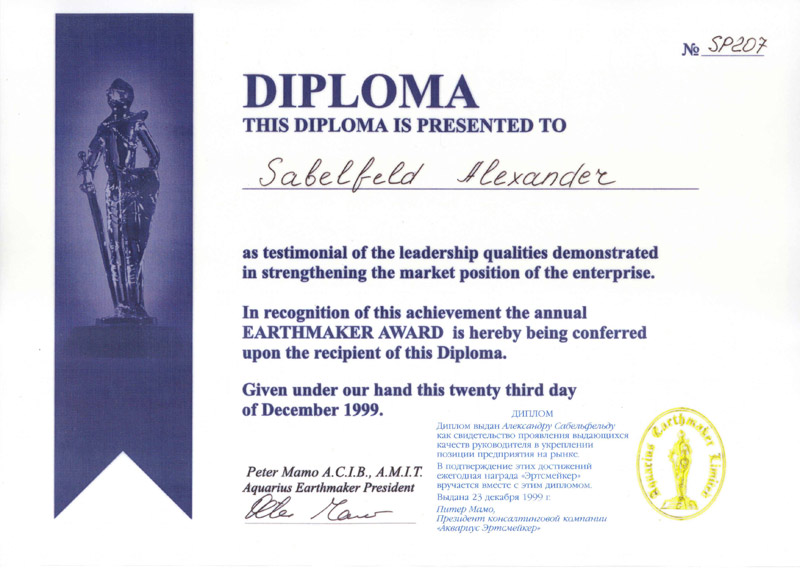 № SP207
DIPLOMA
THIS DIPLOMA IS PRESENTED TO
Sabelfeld Alexander
as testimonial of the leadership qualities demonstrated
in strengthening the market position of the enterprise.
In recognition of this achievement the annual
EARTHMAKER AWARD is hereby being conferred
upon the recipient of this Diploma.
Given under our hand this twenty third day
of December 1999.
Peter Mamo A.C.I.B., A.M.I.T.
Aquarius Earthmaker President
Peter Mamo
ДИПЛОМ
Диплом выдан Александру Сабельфельду
как свидетельство проявления выдающихся
качеств руководителя в укреплении
позиции предприятия на рынке.
В подтверждение этих достижений
ежегодная награда «Эртсмейкер»
вручается вместе с этим дипломом.
Выдана 23 декабря 1999 г.
Питер Мамо,
Президент консалтинговой компании
«Аквариус Эртсмейкер»
Aquarius Earthmaker Limited